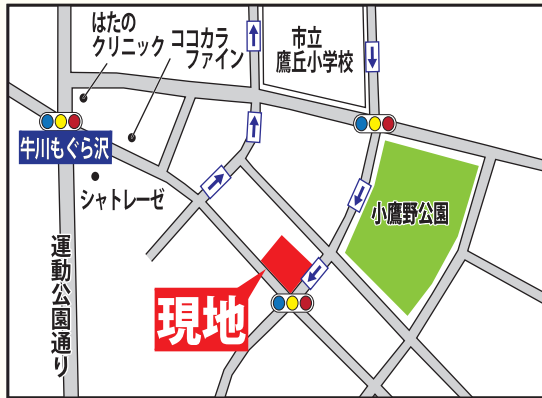 はたの
クリニック
ココカラ
ファイン
市立
鷹丘小学校
牛川もぐら沢
シャトレーゼ
小鷹野公園
運動公園通り
現地